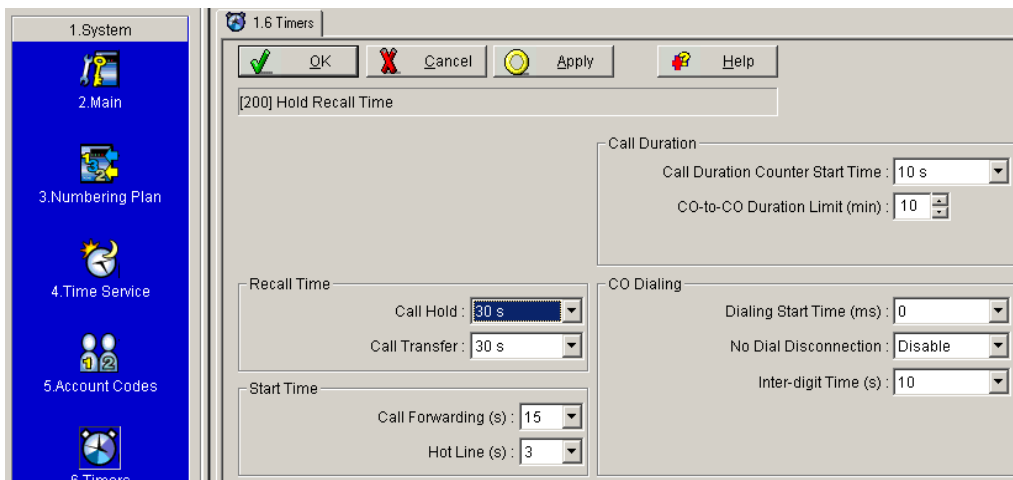 1.System
2.Main
3.Numbering Plan
4.Time Service
5.Account Codes
6.Timers
1.6 Timers
OK
Cancel
Apply
Help
[200] Hold Recall Time
Call Duration
Call Duration Counter Start Time : 10 s
CO-to-CO Duration Limit (min) : 10
Recall Time
Call Hold : 30 s
Call Transfer : 30 s
Start Time
Call Forwarding (s) : 15
Hot Line (s) : 3
CO Dialing
Dialing Start Time (ms) : 0
No Dial Disconnection : Disable
Inter-digit Time (s) : 10